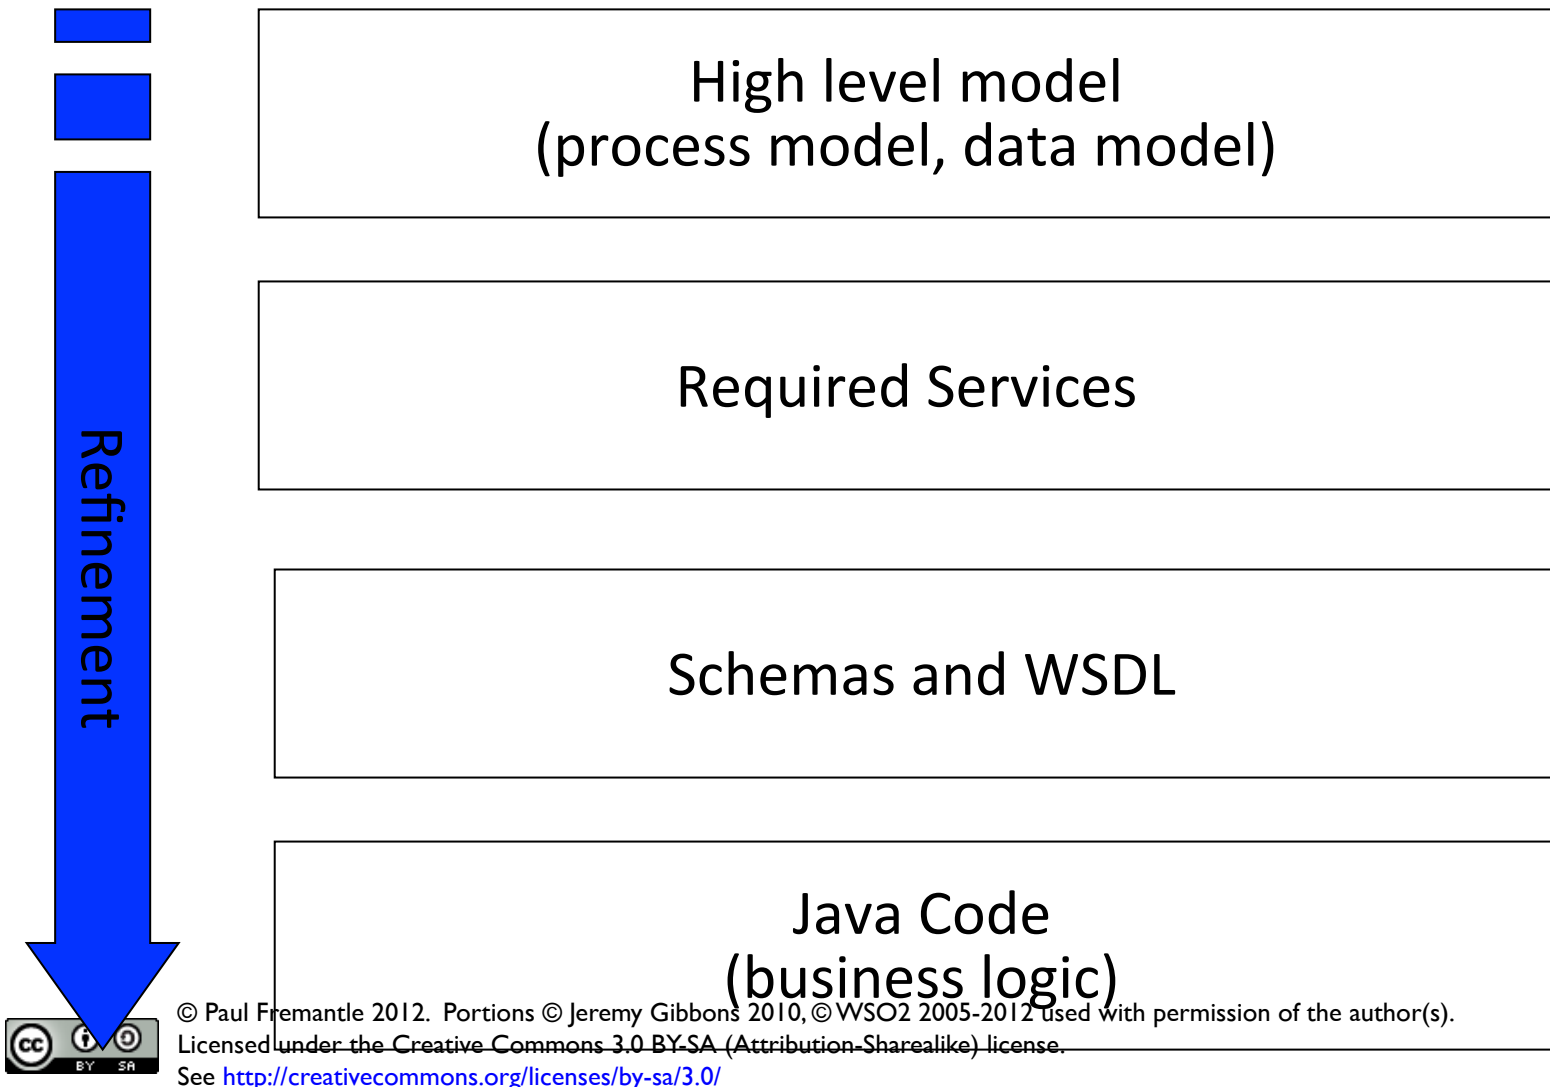 High level model
(process model, data model)
Required Services
Refinement
Schemas and WSDL
Java Code
(business logic)
© Paul Fremantle 2012. Portions © Jeremy Gibbons 2010, © WSO2 2005-2012 used with permission of the author(s).
Licensed under the Creative Commons 3.0 BY-SA (Attribution-Sharealike) license.
See http://creativecommons.org/licenses/by-sa/3.0/
cc
BY SA